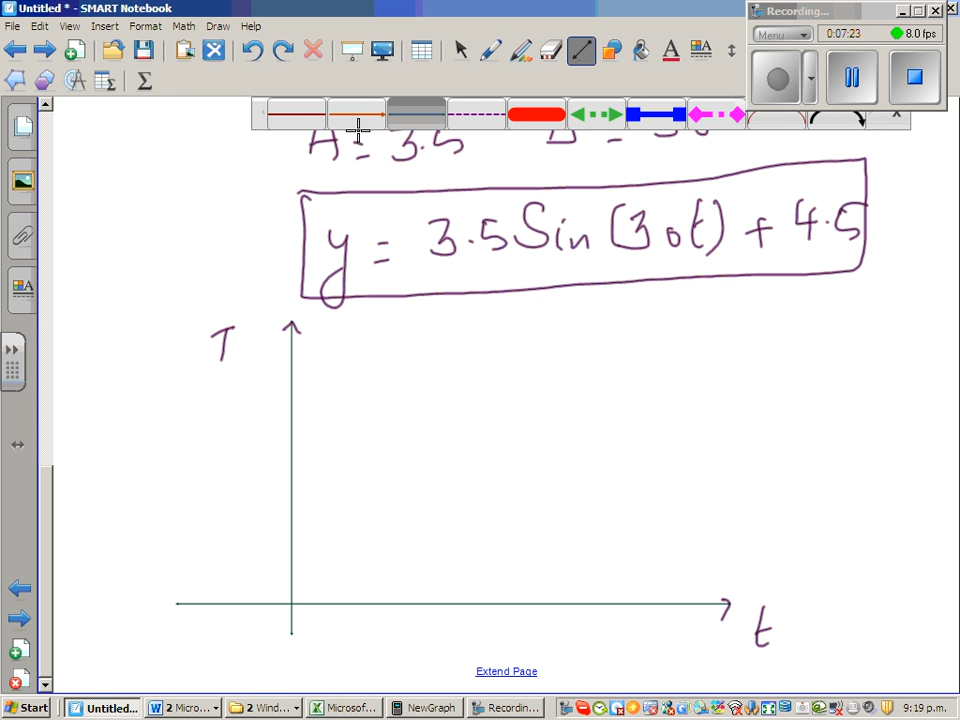 Untitled * - SMART Notebook
File Edit View Insert Format Math Draw Help
Recording...
Menu 0:07:23 8.0 fps
A = 3.5
y = 3.5 Sin (30t) + 4.5
T
t
Extend Page
Start Untitled... 2 Micro... 2 Wind... Microsof... NewGraph Recordin... 9:19 p.m.